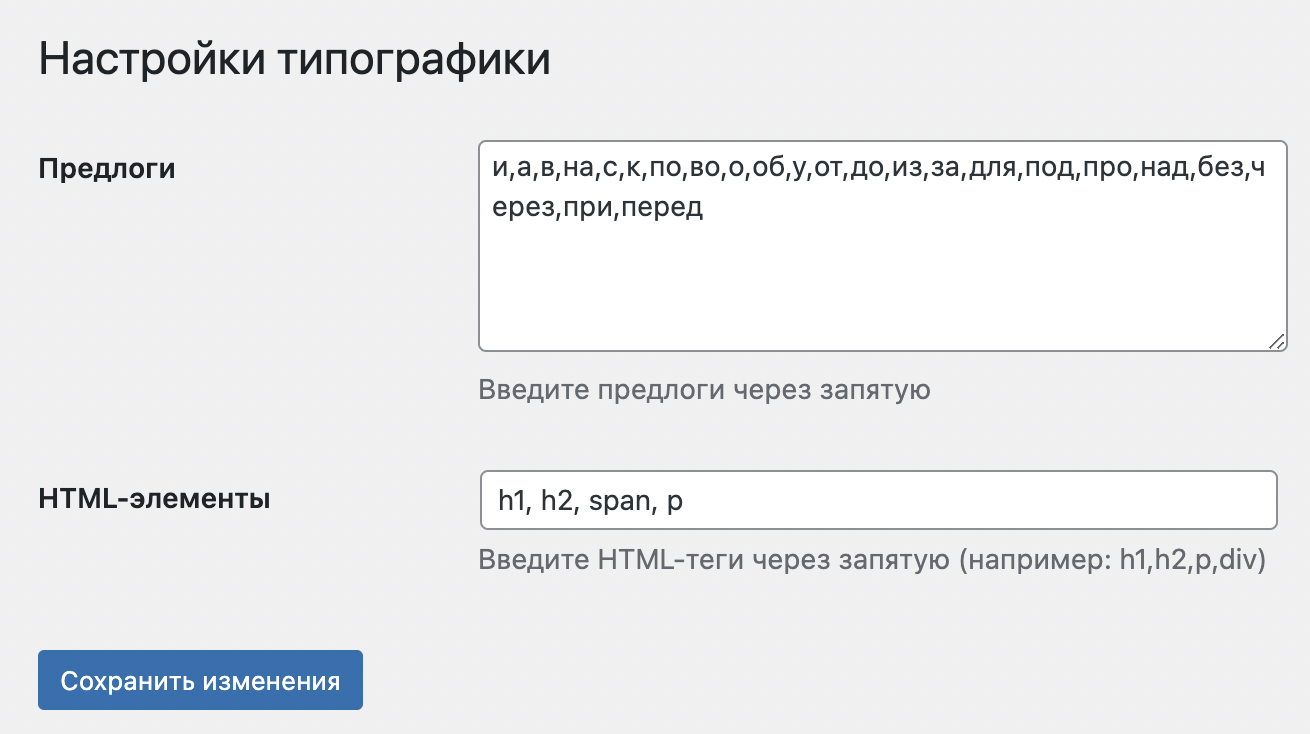 Настройки типографики
Предлоги
и,а,в,на,с,к,по,во,о,об,у,от,до,из,за,для,под,про,над,без,ч
ерез,при,перед
Введите предлоги через запятую
HTML-элементы
h1, h2, span, p
Введите HTML-теги через запятую (например: h1,h2,p,div)
Сохранить изменения